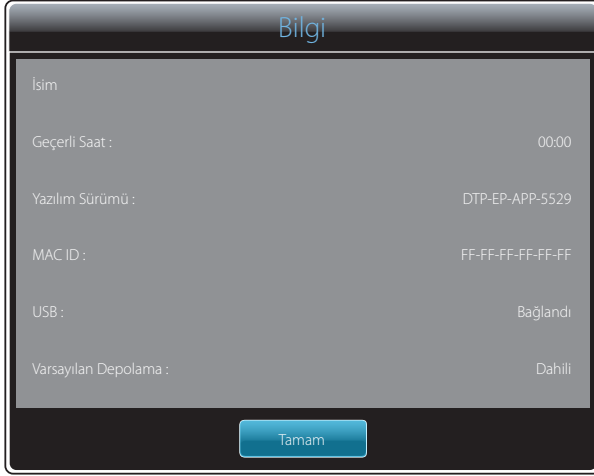 Bilgi
İsim
Geçerli Saat : 00:00
Yazılım Sürümü : DTP-EP-APP-5529
MAC ID : FF-FF-FF-FF-FF-FF
USB : Bağlandı
Varsayılan Depolama : Dahili
Tamam